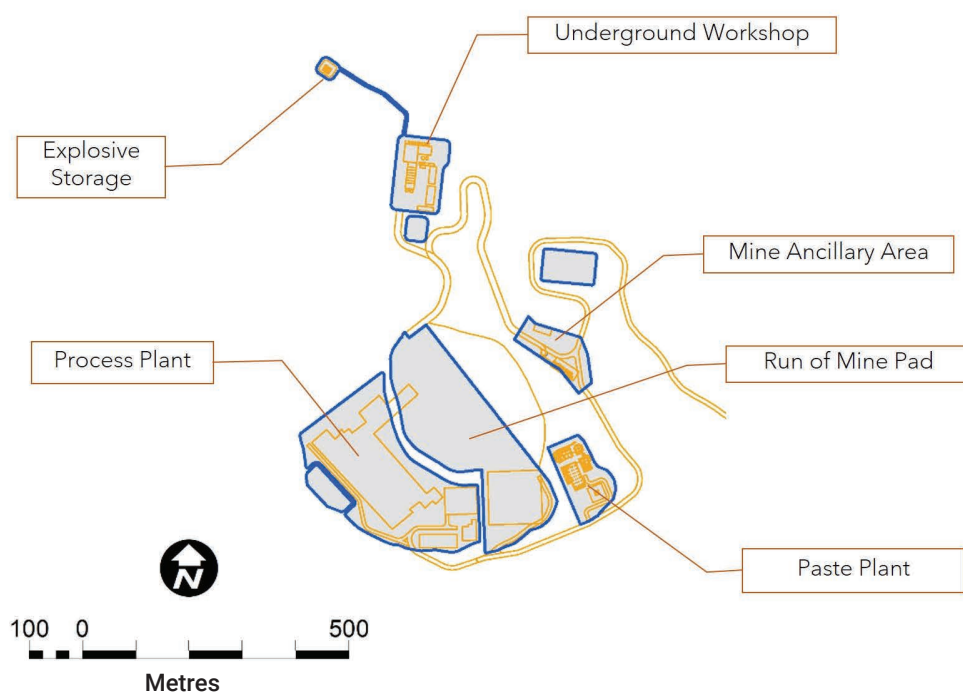 Underground Workshop
Explosive
Storage
Mine Ancillary Area
Process Plant
Run of Mine Pad
Paste Plant
N
100 0 500
Metres